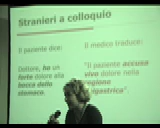 Stranieri a colloquio
Il paziente dice:
Dottore, ho un
forte dolore alla
bocca dello
stomaco.
Il medico traduce:
"Il paziente accusa
vivo dolore nella
regione
epigastrica".